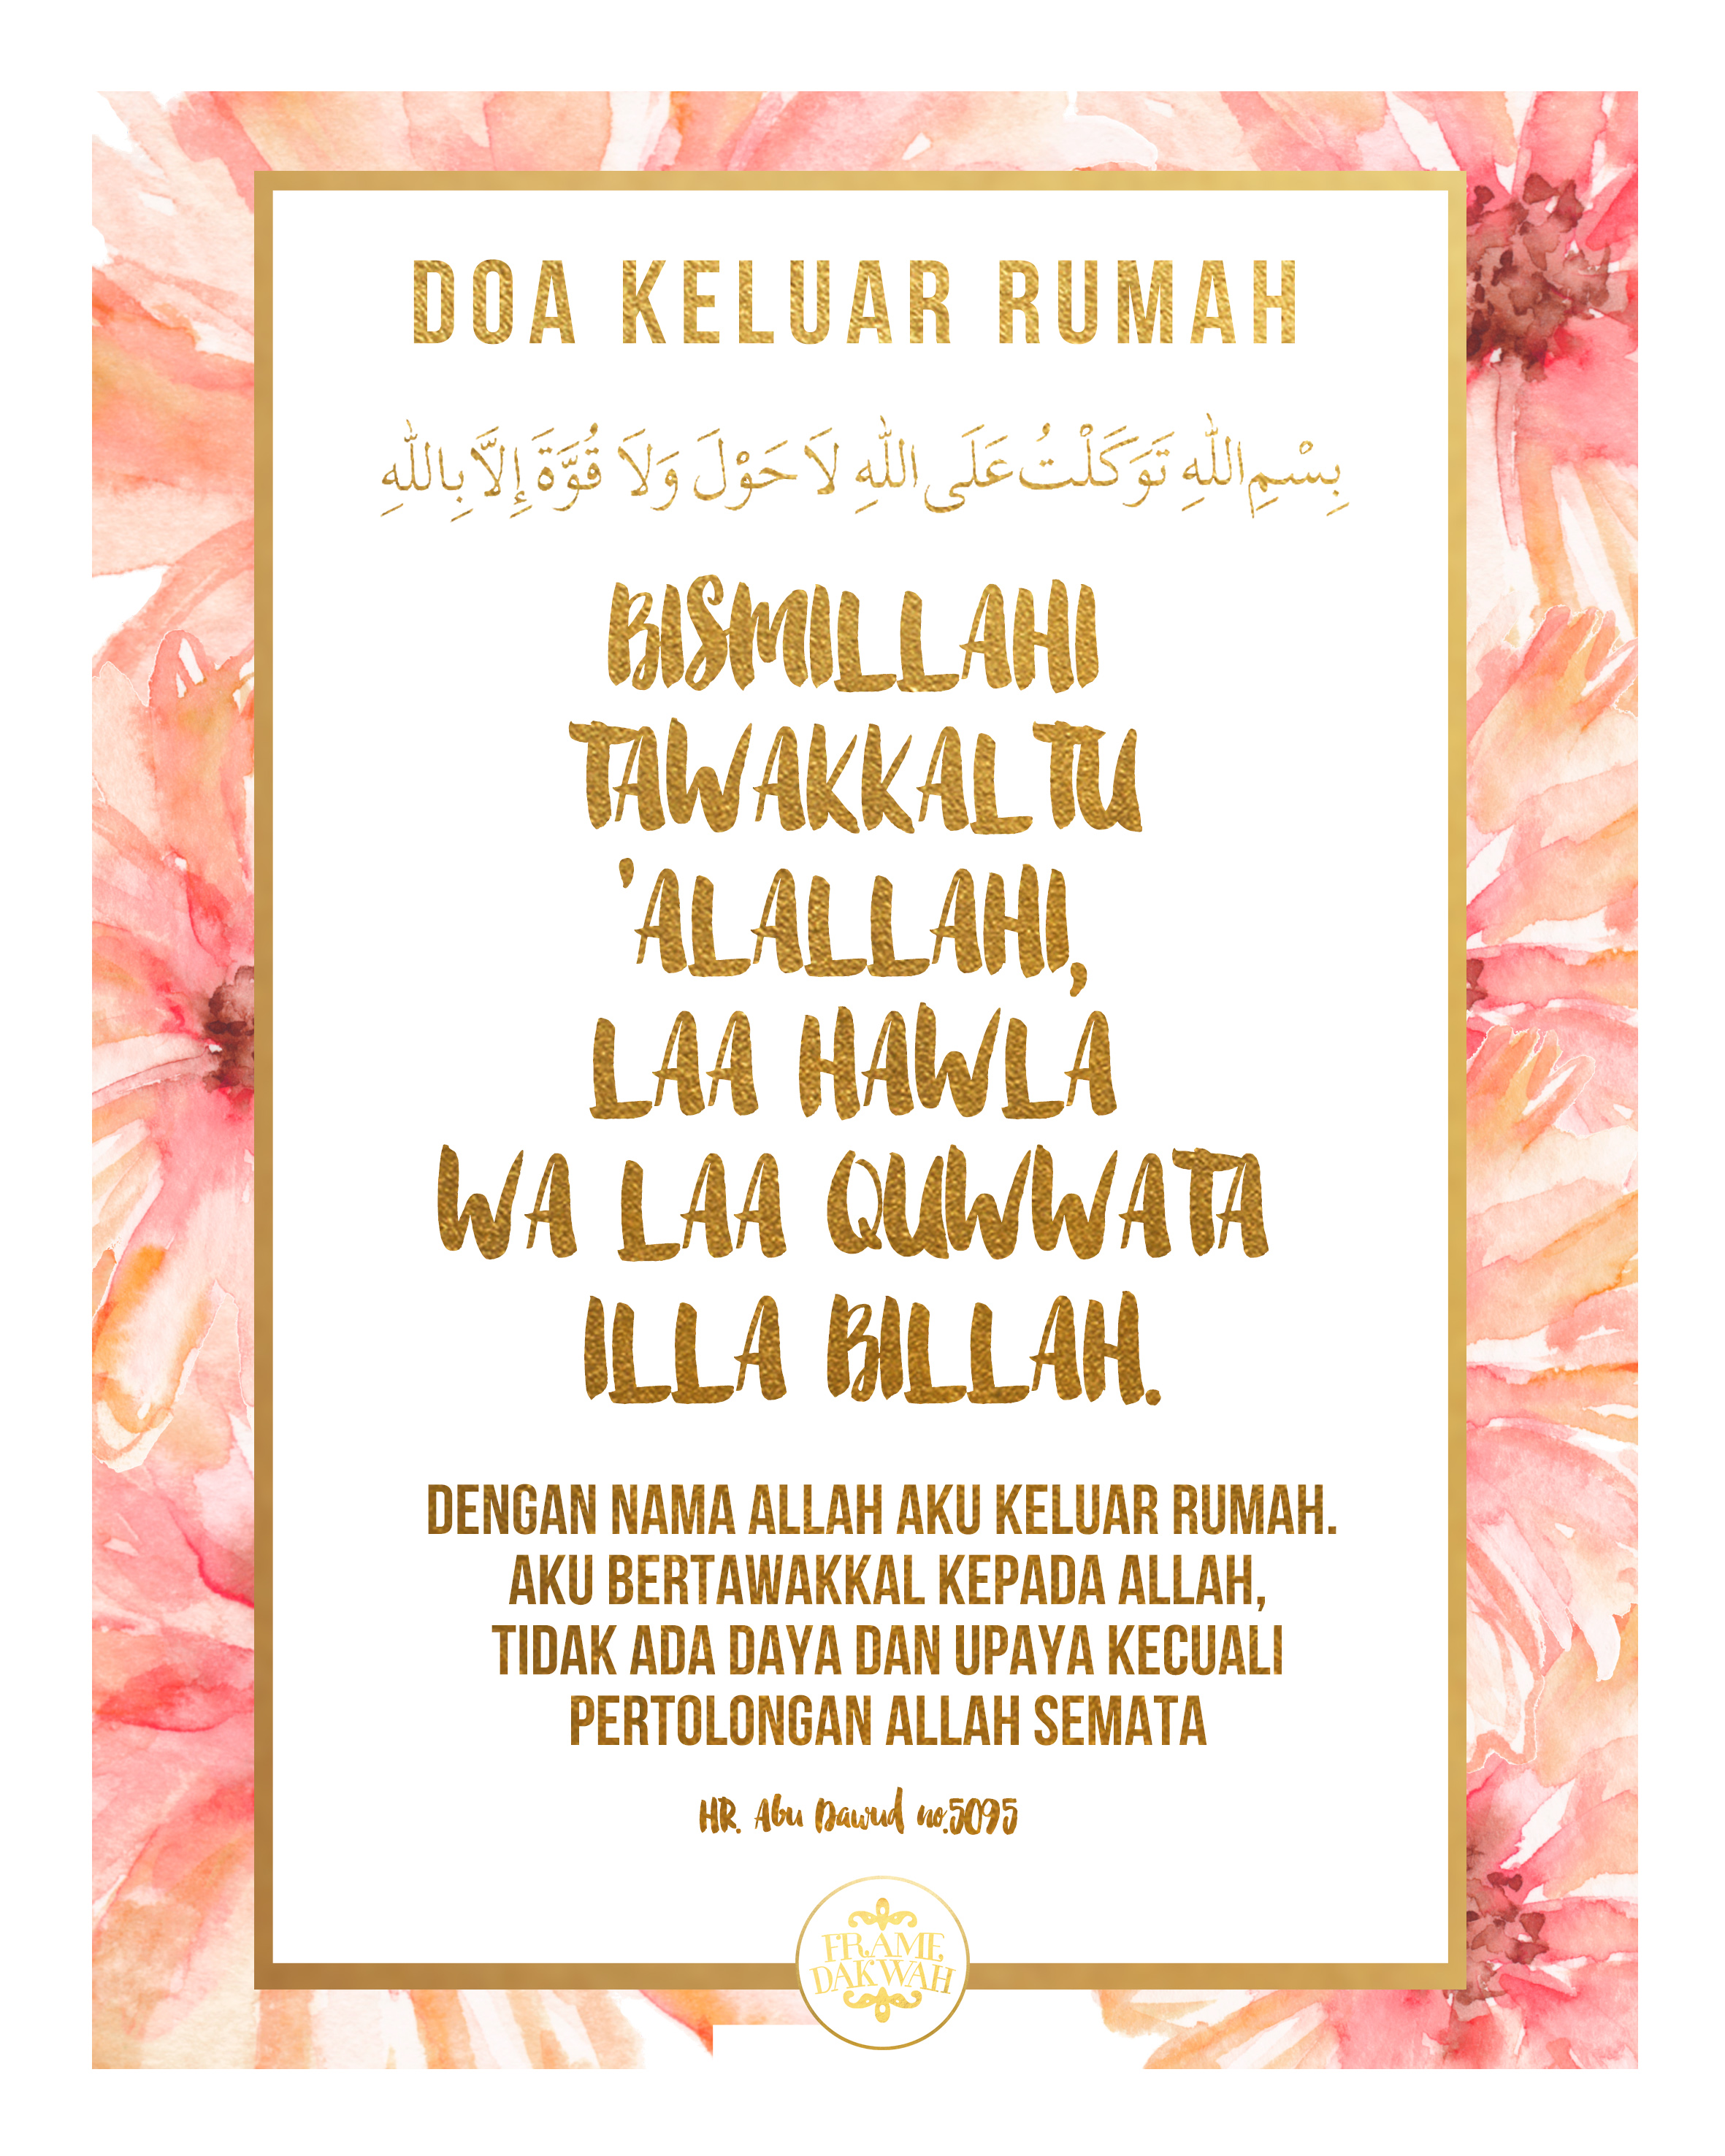 DOA KELUAR RUMAH
بِسْمِ اللهِ تَوَكَلْتُ عَلَى اللهِ لَا حَوْلَ وَلَا قُوَّةَ إِلاَّ بِاللهِ
BISMILLAHI
TAWAKKALTU
'ALALLAHI,
LAA HAWLA
WA LAA QUWWATA
ILLA BILLAH.
DENGAN NAMA ALLAH AKU KELUAR RUMAH.
AKU BERTAWAKKAL KEPADA ALLAH,
TIDAK ADA DAYA DAN UPAYA KECUALI
PERTOLONGAN ALLAH SEMATA
HR. Abu Dawud no.5095
FRAME
DAKWAH